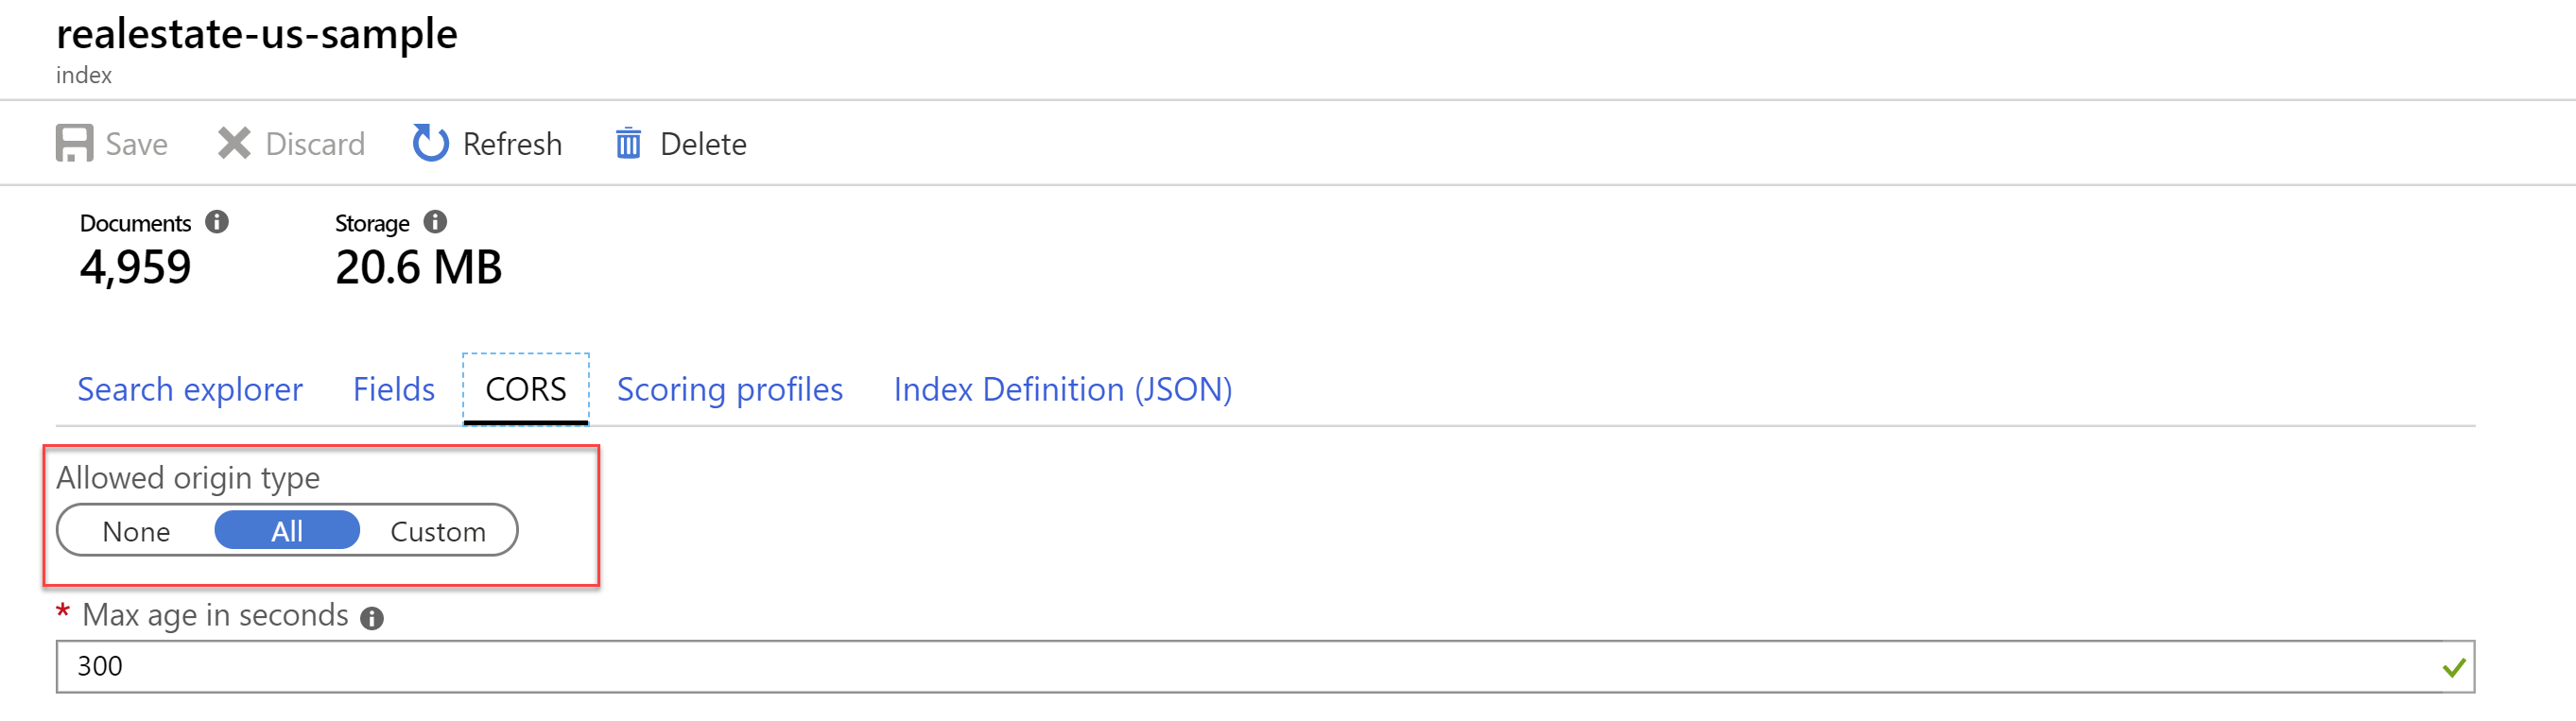 realestate-us-sample
index
Save Discard Refresh Delete
Documents Storage
4,959 20.6 MB
Search explorer Fields CORS Scoring profiles Index Definition (JSON)
Allowed origin type
None All Custom
* Max age in seconds
300